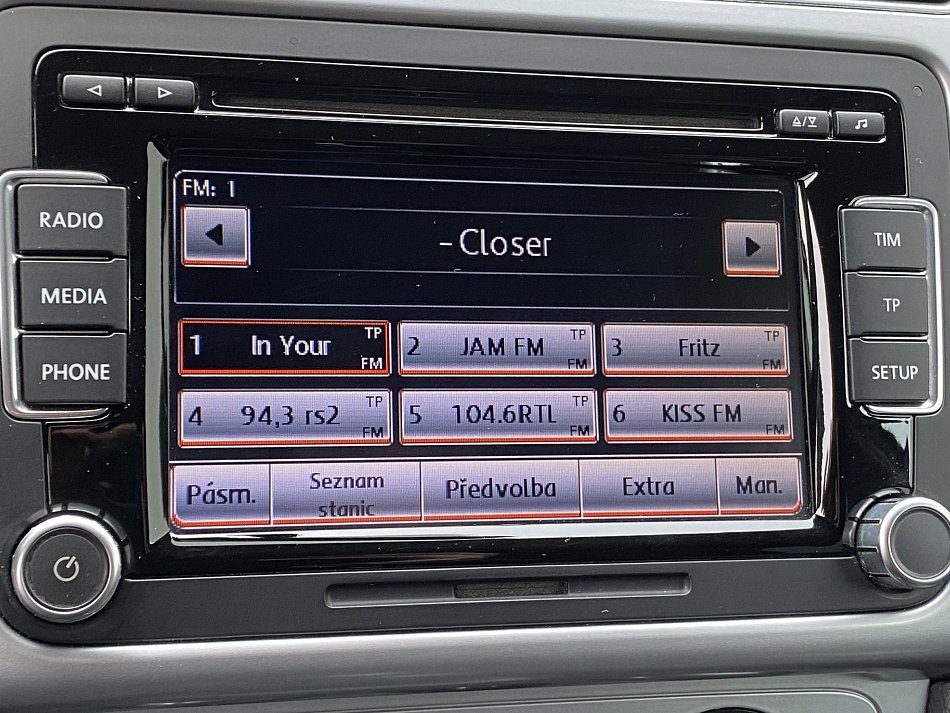 RADIO
MEDIA
PHONE
FM: 1
-Closer
1 In Your TP FM
2 JAM FM TP FM
3 Fritz TP FM
4 94,3 rs2 TP FM
5 104.6RTL TP FM
6 KISS FM FM
Pásm.
Seznam
stanic
Předvolba
Extra
Man.
TIM
TP
SETUP